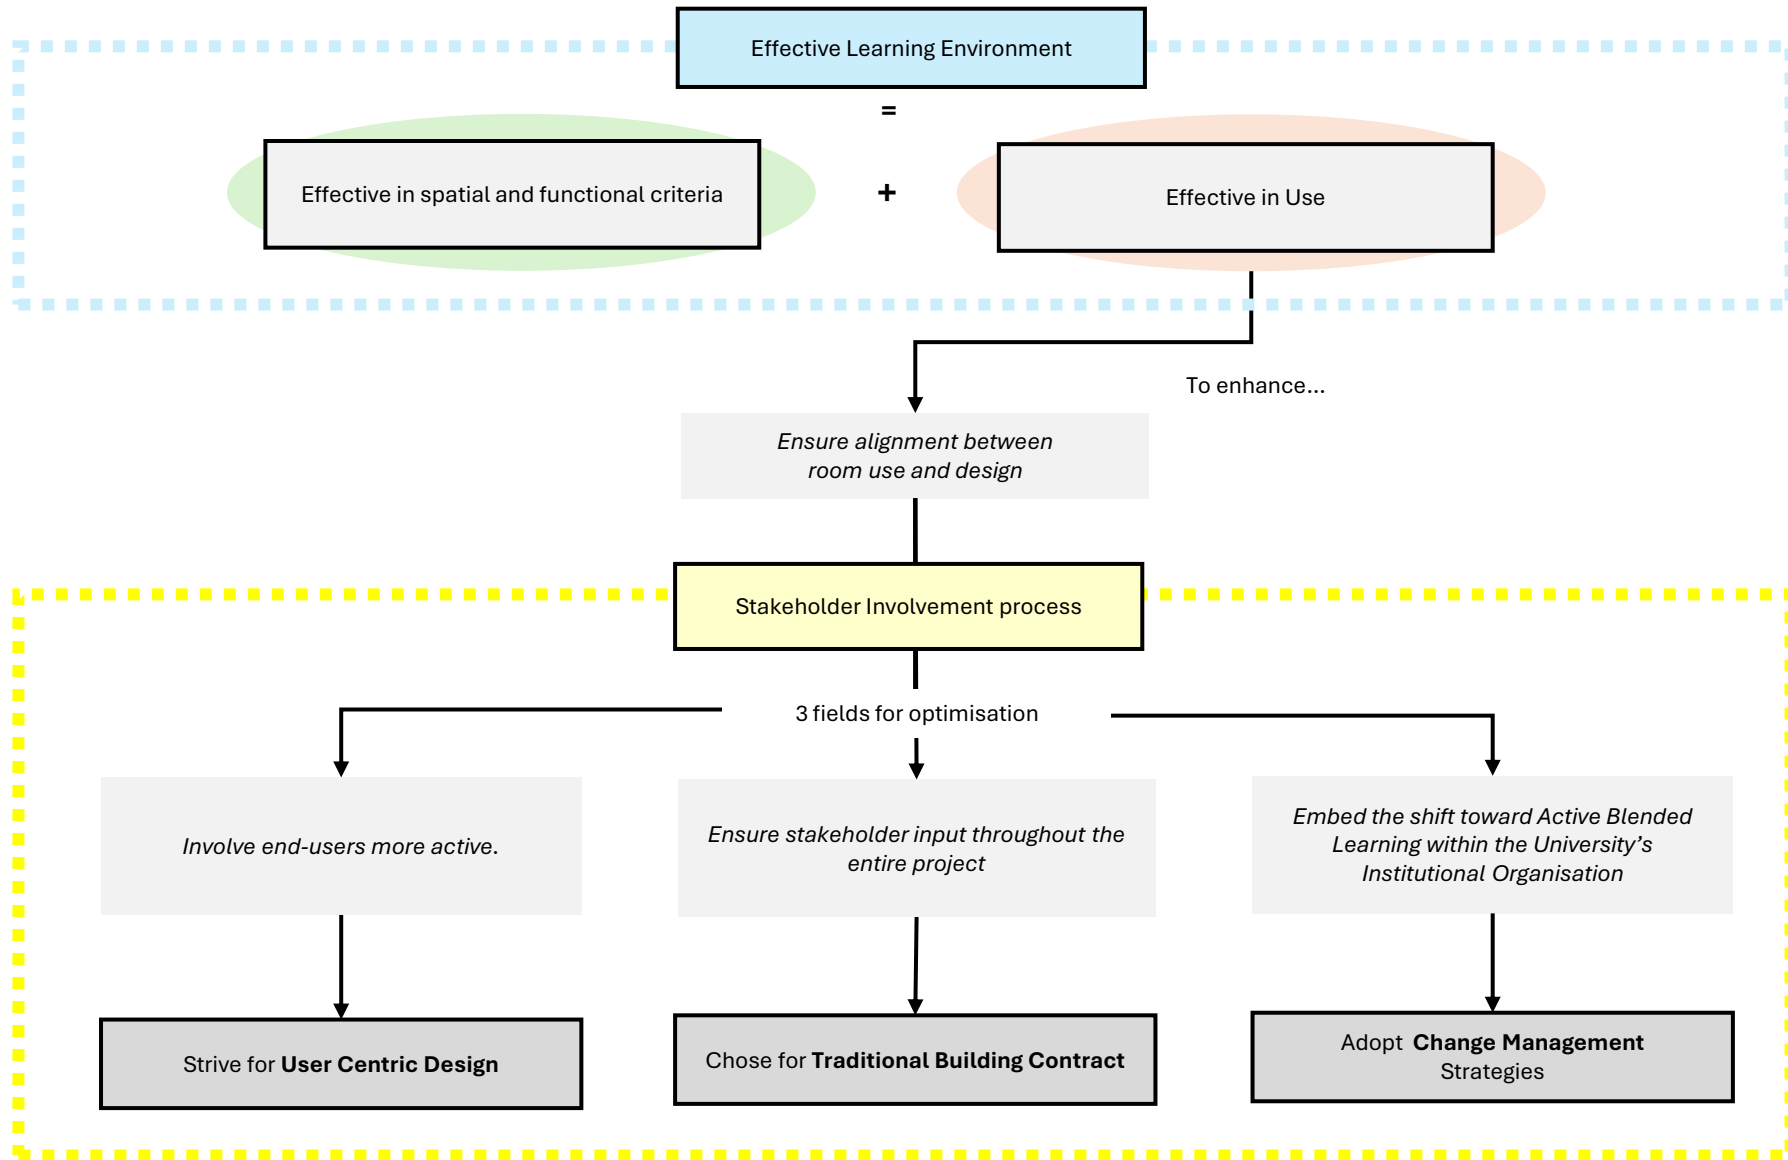 Effective Learning Environment
=
Effective in spatial and functional criteria
+
Effective in Use
To enhance...
Ensure alignment between
room use and design
Stakeholder Involvement process
3 fields for optimisation
Involve end-users more active.
Ensure stakeholder input throughout the
entire project
Embed the shift toward Active Blended
Learning within the University’s
Institutional Organisation
Strive for User Centric Design
Chose for Traditional Building Contract
Adopt Change Management
Strategies